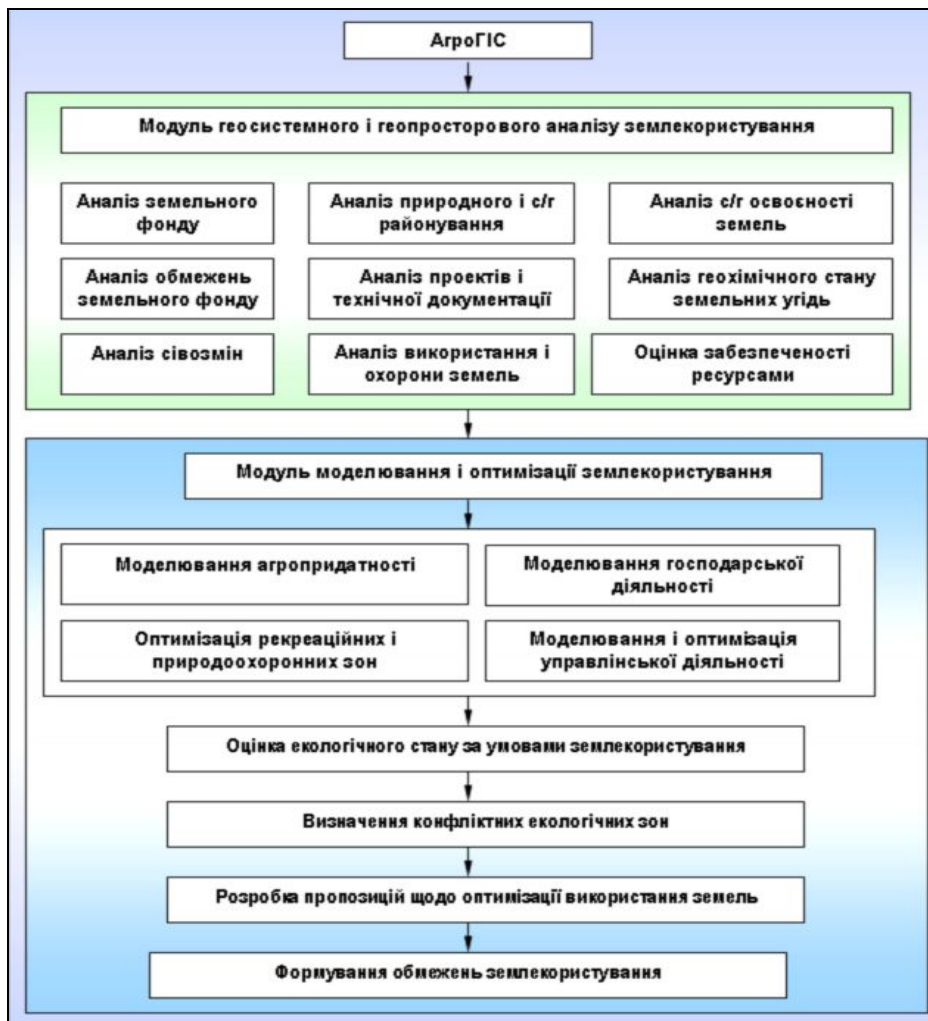 АгроГІС
Модуль геосистемного і геопросторового аналізу землекористування
Аналіз земельного
фонду
Аналіз природного і с/г
районування
Аналіз с/г освоєності
земель
Аналіз обмежень
земельного фонду
Аналіз проектів і
технічної документації
Аналіз геохімічного стану
земельних угідь
Аналіз сівозмін
Аналіз використання і
охорони земель
Оцінка забезпеченості
ресурсами
Модуль моделювання і оптимізації землекористування
Моделювання агропридатності
Моделювання господарської
діяльності
Оптимізація рекреаційних і
природоохоронних зон
Моделювання і оптимізація
управлінської діяльності
Оцінка екологічного стану за умовами землекористування
Визначення конфліктних екологічних зон
Розробка пропозицій щодо оптимізації використання земель
Формування обмежень землекористування